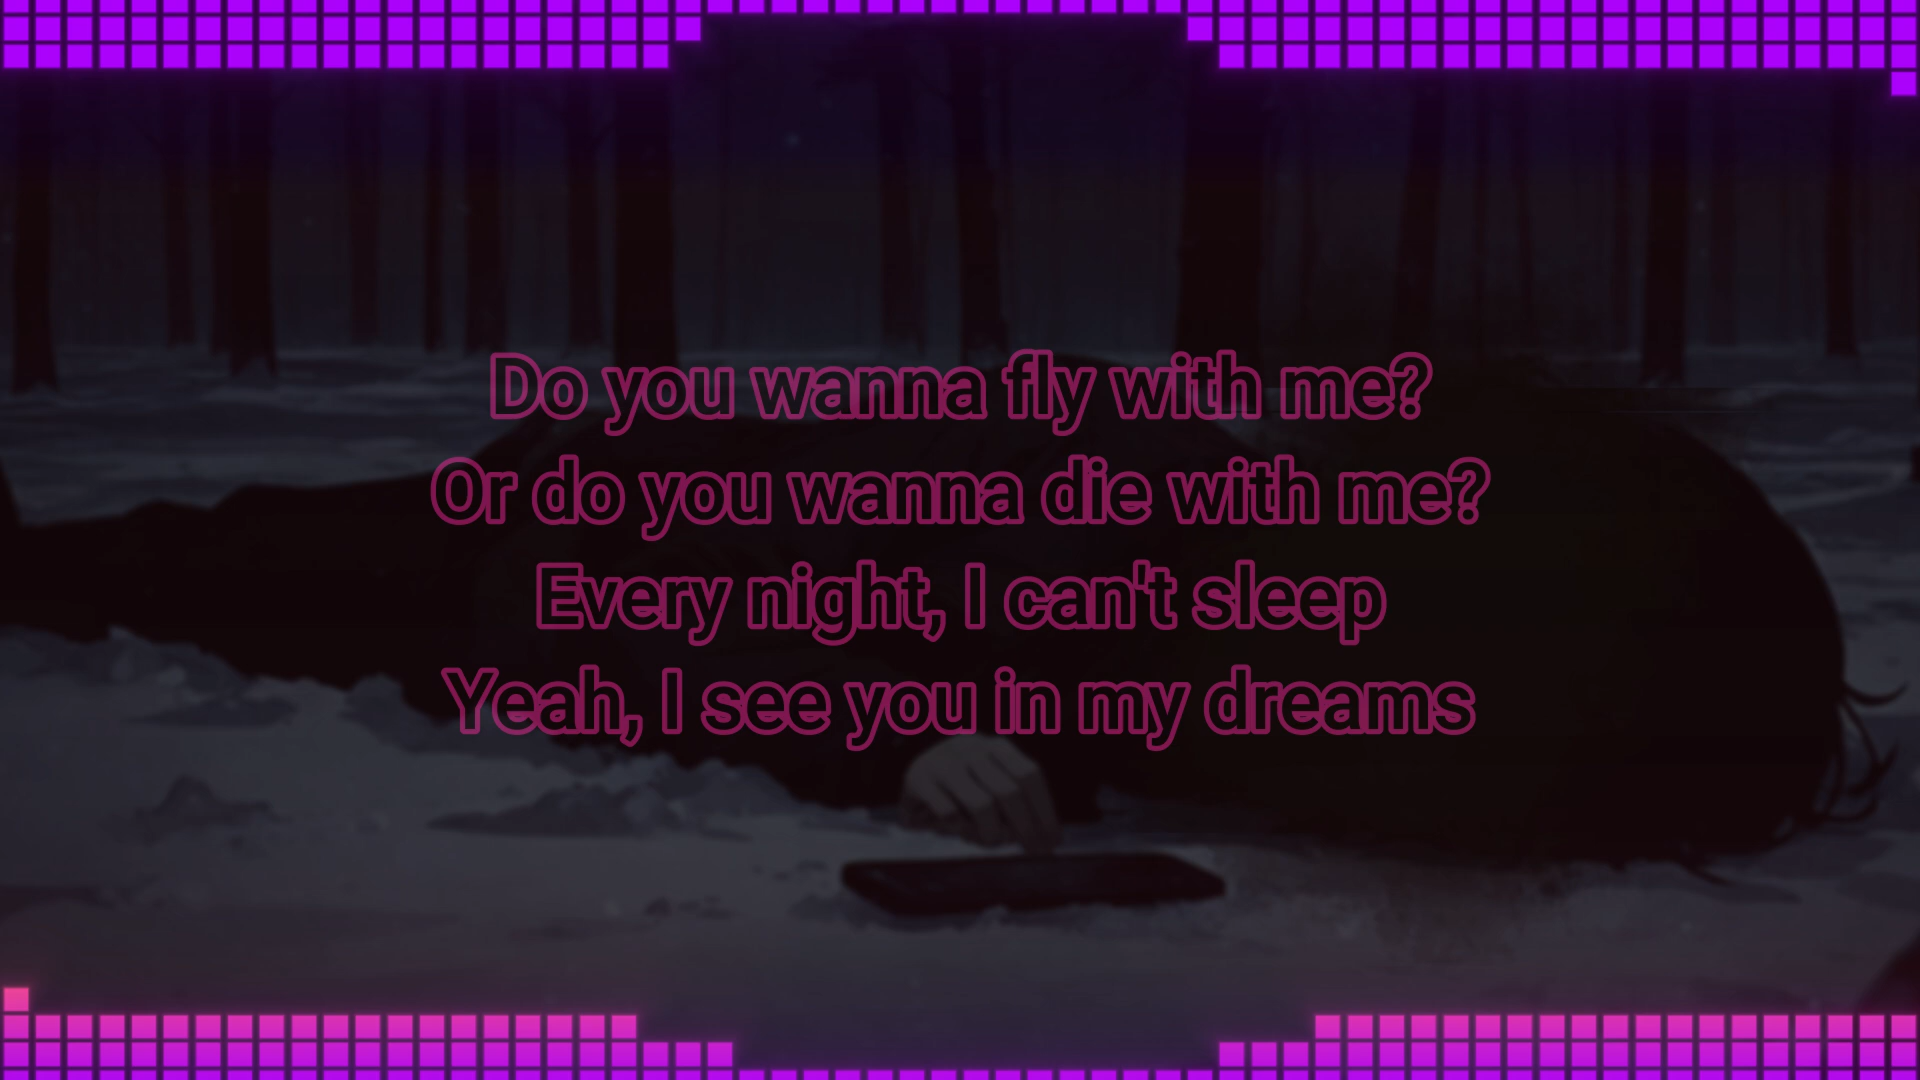 Do you wanna fly with me?
Or do you wanna die with me?
Every night, I can't sleep
Yeah, I see you in my dreams